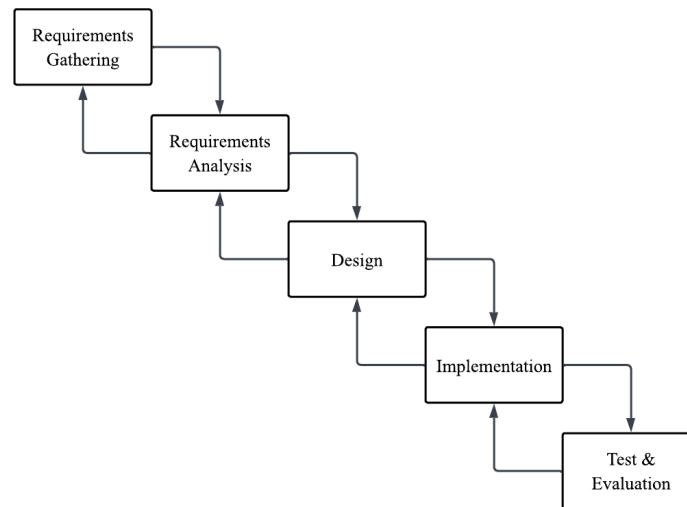 Requirements
Gathering
Requirements
Analysis
Design
Implementation
Test &
Evaluation